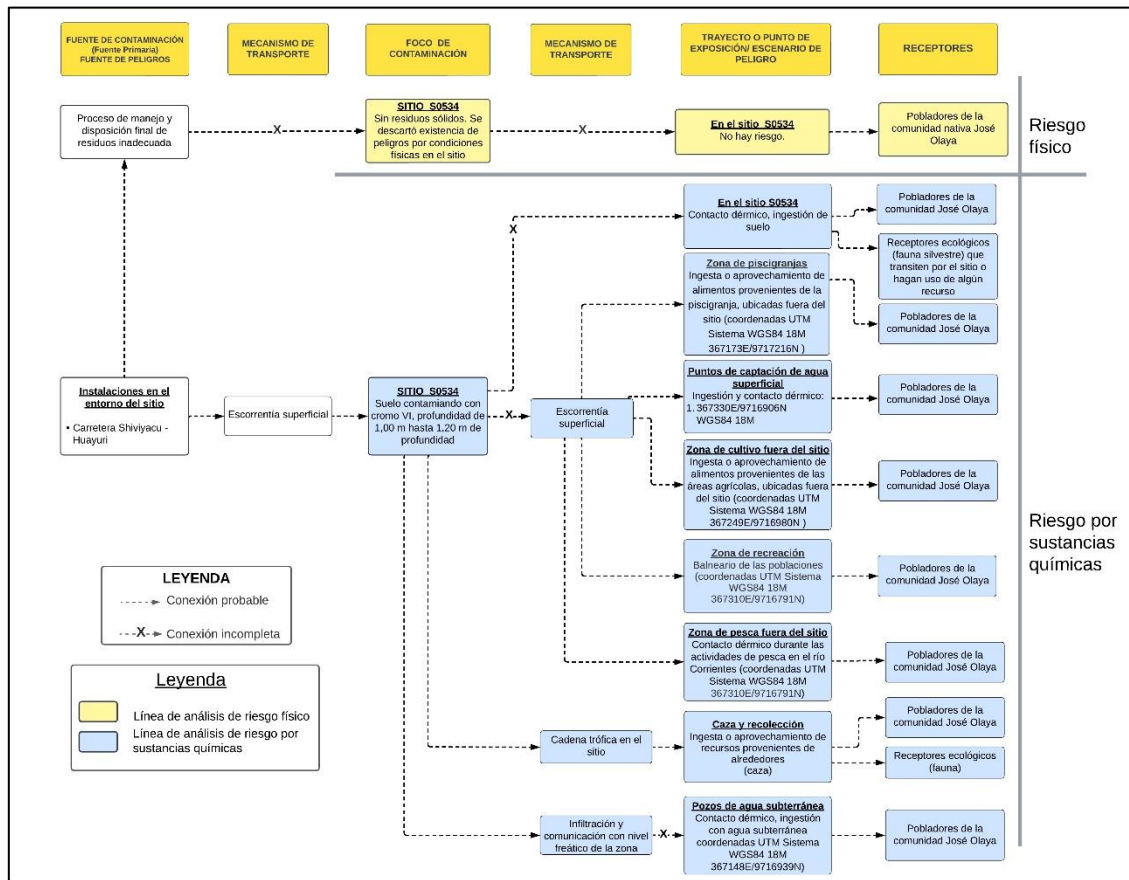 FUENTE DE CONTAMINACIÓN
(Fuente Primaria)
FUENTE DE PELIGROS
MECANISMO DE
TRANSPORTE
FOCO DE
CONTAMINACIÓN
MECANISMO DE
TRANSPORTE
TRAYECTO O PUNTO DE
EXPOSICIÓN/ ESCENARIO DE
PELIGRO
RECEPTORES
Proceso de manejo y
disposición final de
residuos inadecuada
X
SITIO S0534
Sin residuos sólidos. Se
descartó existencia de
peligros por condiciones
físicas en el sitio
X
En el sitio S0534
No hay riesgo.
Pobladores de la
comunidad nativa José
Olaya
Riesgo
físico
X
En el sitio S0534
Contacto dérmico, ingestión de
suelo
Pobladores de la
comunidad José Olaya
Receptores ecológicos
(fauna silvestre) que
transiten por el sitio o
hagan uso de algún
recurso
Zona de piscigranjas
Ingesta o aprovechamiento de
alimentos provenientes de la
piscigranja, ubicadas fuera del
sitio (coordenadas UTM
Sistema WGS84 18M
367173E/9717216N )
Pobladores de la
comunidad José Olaya
Instalaciones en el
entorno del sitio
• Carretera Shiviyacu -
Huayuri
Escorrentía superficial
SITIO S0534
Suelo contamiando con
cromo VI, profundidad de
1,00 m hasta 1,20 m de
profundidad
X
Escorrentía
superficial
Puntos de captación de agua
superficial
Ingestión y contacto dérmico:
1. 367330E/9716906N
WGS84 18M
Pobladores de la
comunidad José Olaya
Zona de cultivo fuera del sitio
Ingesta o aprovechamiento de
alimentos provenientes de las
áreas agrícolas, ubicadas fuera
del sitio (coordenadas UTM
Sistema WGS84 18M
367249E/9716980N )
Pobladores de la
comunidad José Olaya
Riesgo por
sustancias
químicas
Zona de recreación
Balneario de las poblaciones
(coordenadas UTM Sistema
WGS84 18M
367310E/9716791N)
Pobladores de la
comunidad José Olaya
LEYENDA
Conexión probable
X
Conexión incompleta
Zona de pesca fuera del sitio
Contacto dérmico durante las
actividades de pesca en el río
Corrientes (coordenadas UTM
Sistema WGS84 18M
367310E/9716791N)
Pobladores de la
comunidad José Olaya
Leyenda
Línea de análisis de riesgo físico
Línea de análisis de riesgo por
sustancias químicas
Cadena trófica en el
sitio
Caza y recolección
Ingesta o aprovechamiento de
recursos provenientes de
alrededores
(caza)
Pobladores de la
comunidad José Olaya
Receptores ecológicos
(fauna)
Infiltración y
comunicación con nivel
freático de la zona
X
Pozos de agua subterránea
Contacto dérmico, ingestión
con agua subterránea
coordenadas UTM Sistema
WGS84 18M
367148E/9716939N)
Pobladores de la
comunidad José Olaya